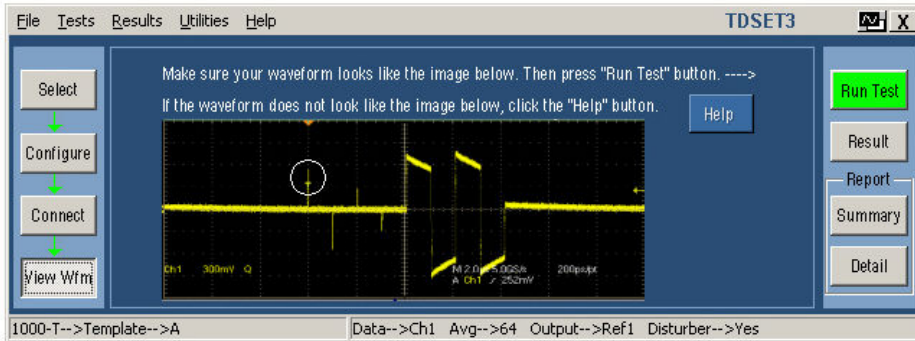 File Tests Results Utilities Help TDSET3 X
Make sure your waveform looks like the image below. Then press "Run Test" button. ---->
If the waveform does not look like the image below, click the "Help" button.
Help
Select
Configure
Connect
View Wfm
Ch1 300mV Ω
M 2.0µs 5.0GS/s 200ps/pt
A Ch1 252mV
Run Test
Result
Report
Summary
Detail
1000-T-->Template-->A
Data-->Ch1 Avg-->64 Output-->Ref1 Disturber-->Yes